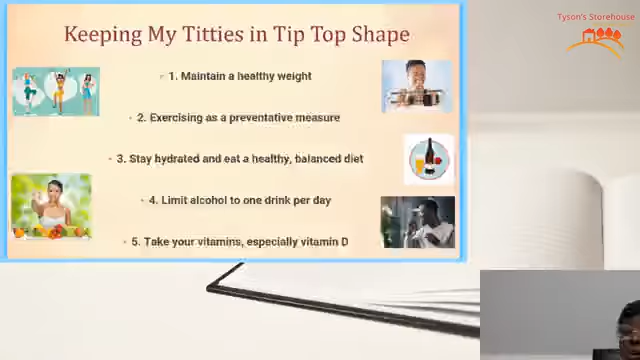 Tyson's Storehouse
Keeping My Titties in Tip Top Shape
1. Maintain a healthy weight
2. Exercising as a preventative measure
3. Stay hydrated and eat a healthy, balanced diet
4. Limit alcohol to one drink per day
5. Take your vitamins, especially vitamin D